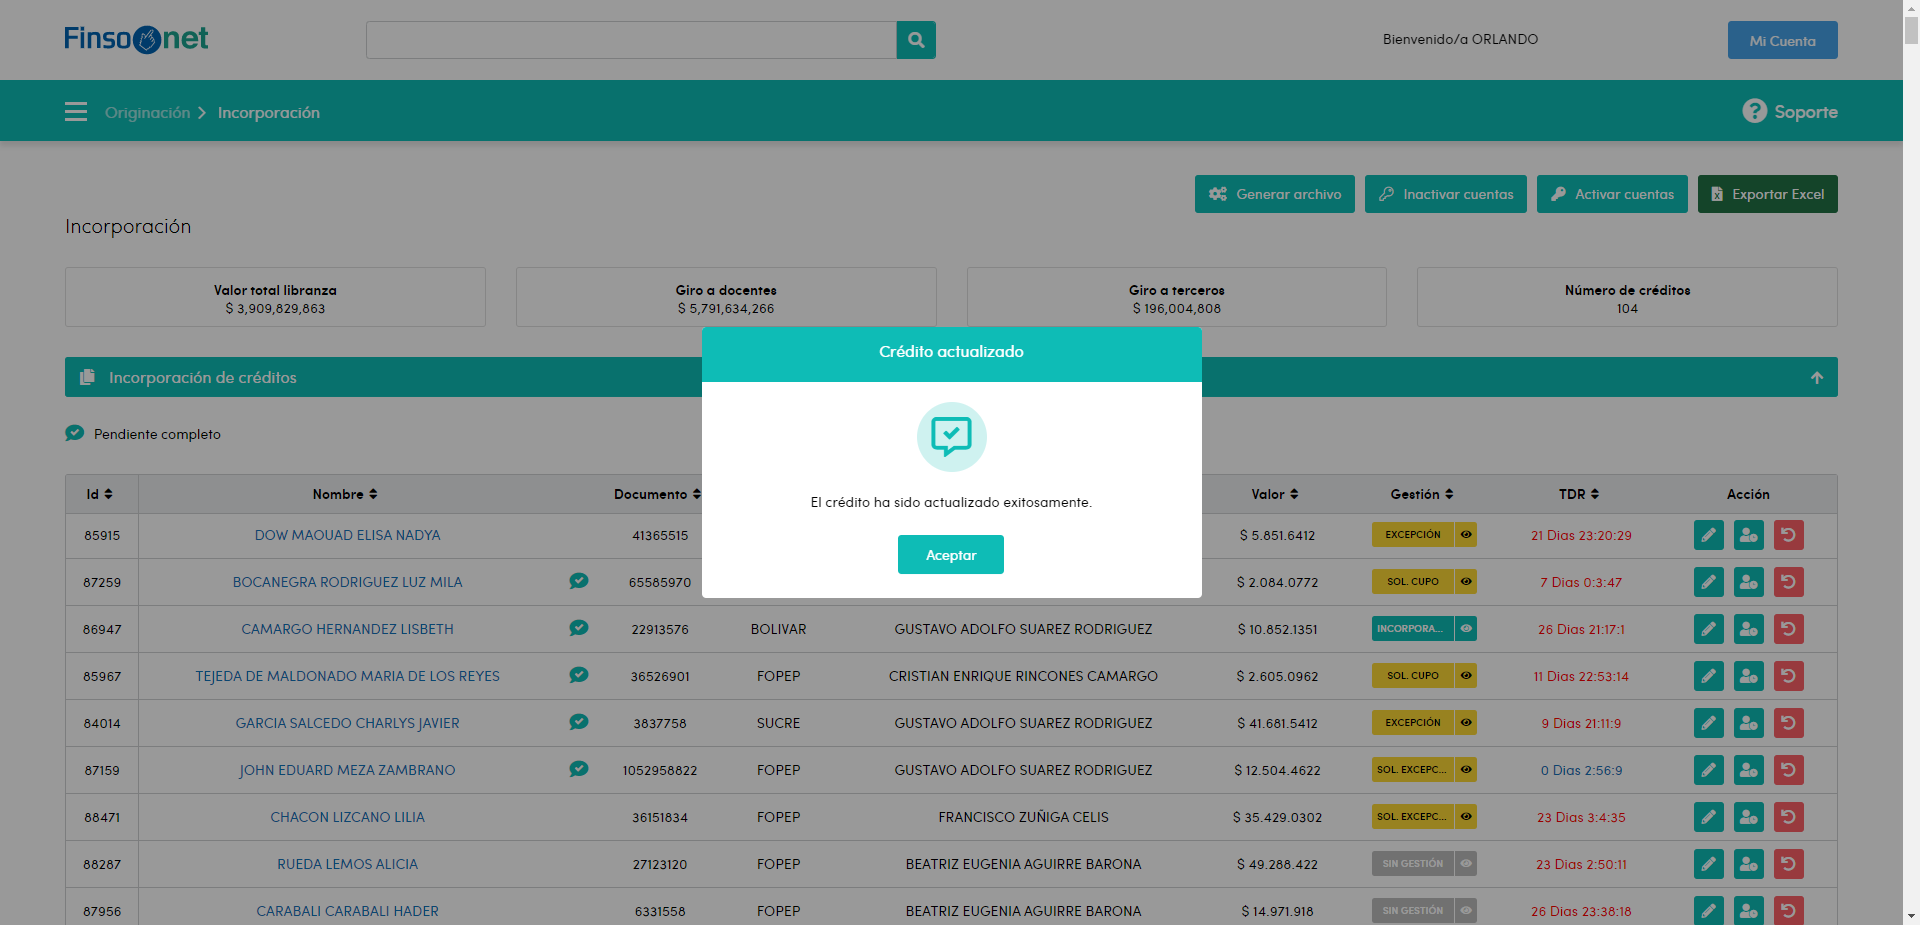 Finsonet
Bienvenido/a ORLANDO
Mi Cuenta
Originación
Incorporación
Soporte
Generar archivo
Inactivar cuentas
Activar cuentas
Exportar Excel
Incorporación
Valor total libranza
$ 3,909,829,863
Giro a docentes
$ 5,791,634,266
Giro a terceros
$ 196,004,808
Número de créditos
104
Incorporación de créditos
Crédito actualizado
El crédito ha sido actualizado exitosamente.
Aceptar
Pendiente completo
Id Nombre Documento Valor Gestión TDR Acción
85915 DOW MAOUAD ELISA NADYA 41365515 $ 5.851.6412 EXCEPCIÓN 21 Dias 23:20:29
87259 BOCANEGRA RODRIGUEZ LUZ MILA 65585970 $ 2.084.0772 SOL. CUPO 7 Dias 0:3:47
86947 CAMARGO HERNANDEZ LISBETH 22913576 BOLIVAR GUSTAVO ADOLFO SUAREZ RODRIGUEZ $ 10.852.1351 INCORPORA... 26 Dias 21:17:1
85967 TEJEDA DE MALDONADO MARIA DE LOS REYES 36526901 FOPEP CRISTIAN ENRIQUE RINCONES CAMARGO $ 2.605.0962 SOL. CUPO 11 Dias 22:53:14
84014 GARCIA SALCEDO CHARLYS JAVIER 3837758 SUCRE GUSTAVO ADOLFO SUAREZ RODRIGUEZ $ 41.681.5412 EXCEPCIÓN 9 Dias 21:11:9
87159 JOHN EDUARD MEZA ZAMBRANO 1052958822 FOPEP GUSTAVO ADOLFO SUAREZ RODRIGUEZ $ 12.504.4622 SOL. EXCEPC... 0 Dias 2:56:9
88471 CHACON LIZCANO LILIA 36151834 FOPEP FRANCISCO ZUÑIGA CELIS $ 35.429.0302 SOL. EXCEPC... 23 Dias 3:4:35
88287 RUEDA LEMOS ALICIA 27123120 FOPEP BEATRIZ EUGENIA AGUIRRE BARONA $ 49.288.422 SIN GESTIÓN 23 Dias 2:50:11
87956 CARABALI CARABALI HADER 6331558 FOPEP BEATRIZ EUGENIA AGUIRRE BARONA $ 14.971.918 SIN GESTIÓN 26 Dias 23:38:18